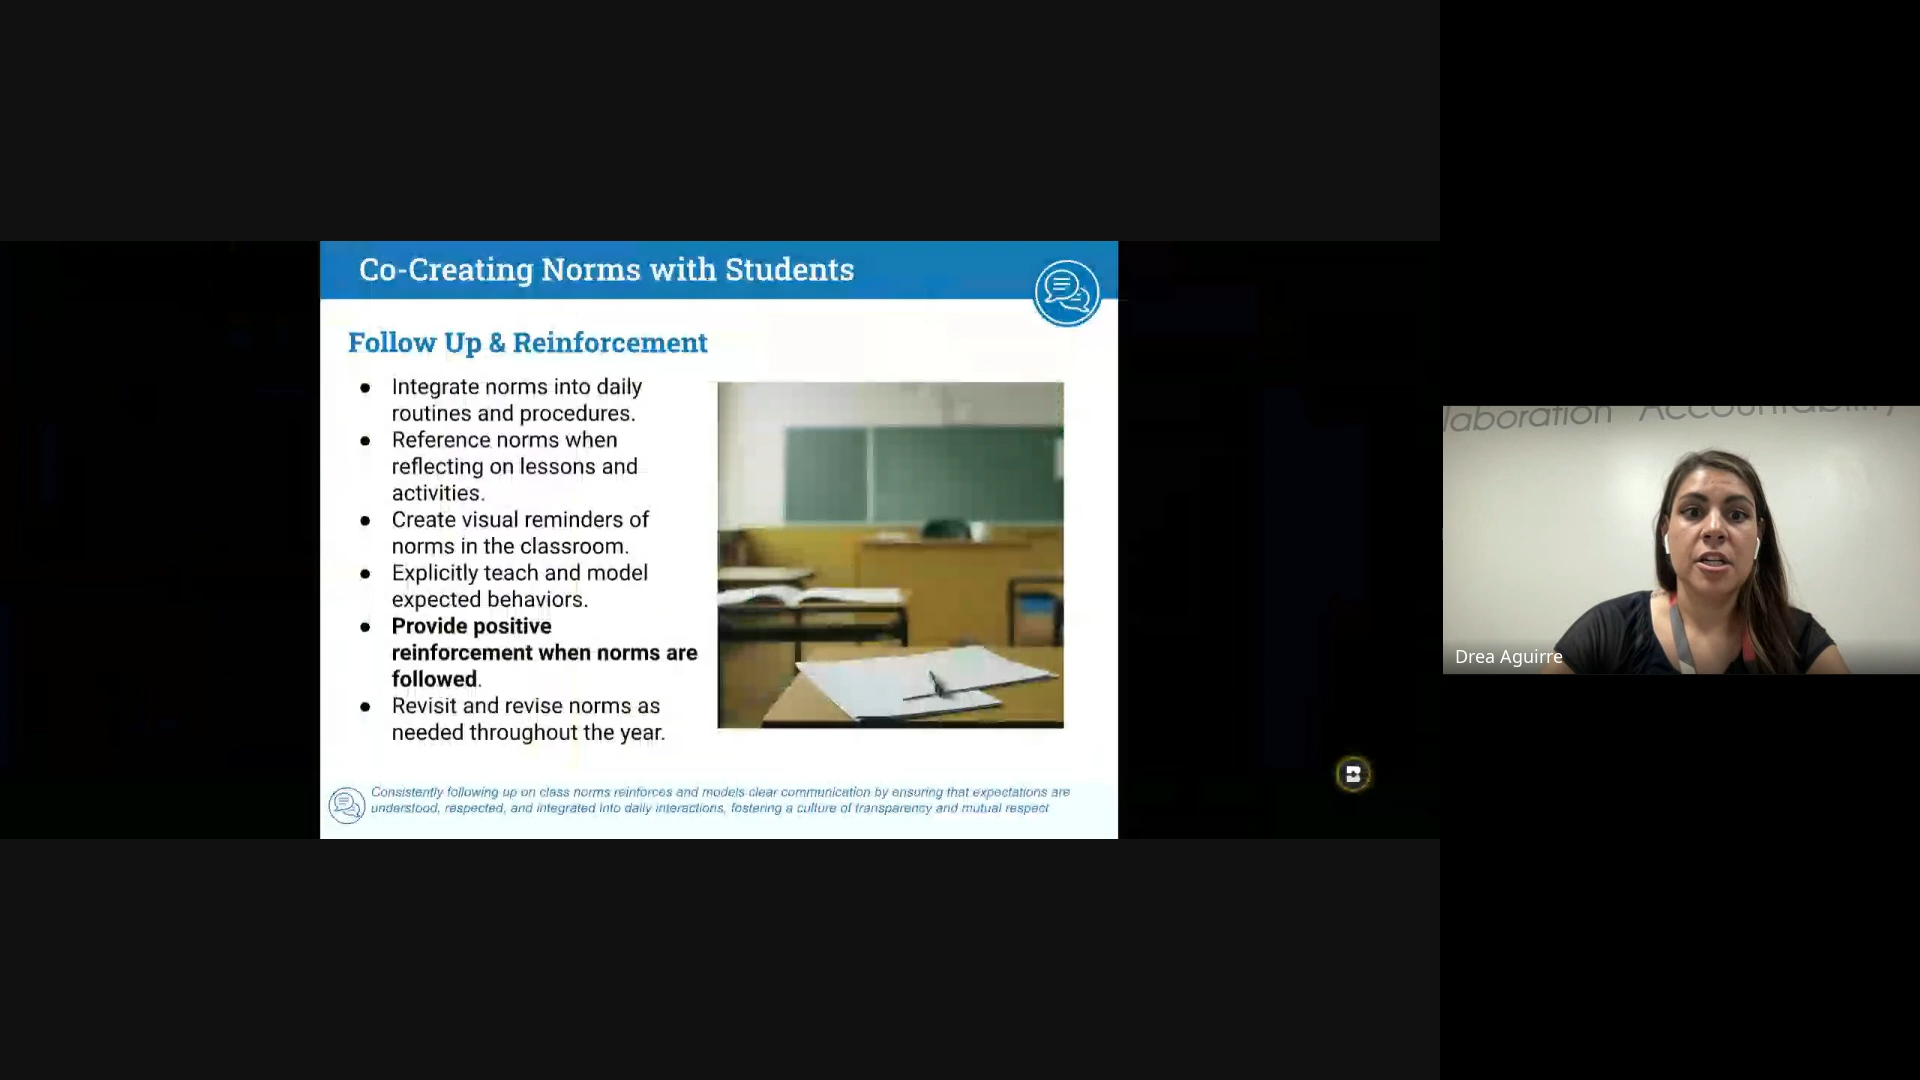 Co-Creating Norms with Students
Follow Up & Reinforcement
● Integrate norms into daily
routines and procedures.
● Reference norms when
reflecting on lessons and
activities.
● Create visual reminders of
norms in the classroom.
● Explicitly teach and model
expected behaviors.
● Provide positive
reinforcement when norms are
followed.
● Revisit and revise norms as
needed throughout the year.
Consistently following up on class norms reinforces and models clear communication by ensuring that expectations are
understood, respected, and integrated into daily interactions, fostering a culture of transparency and mutual respect
laboration Accountability
Drea Aguirre